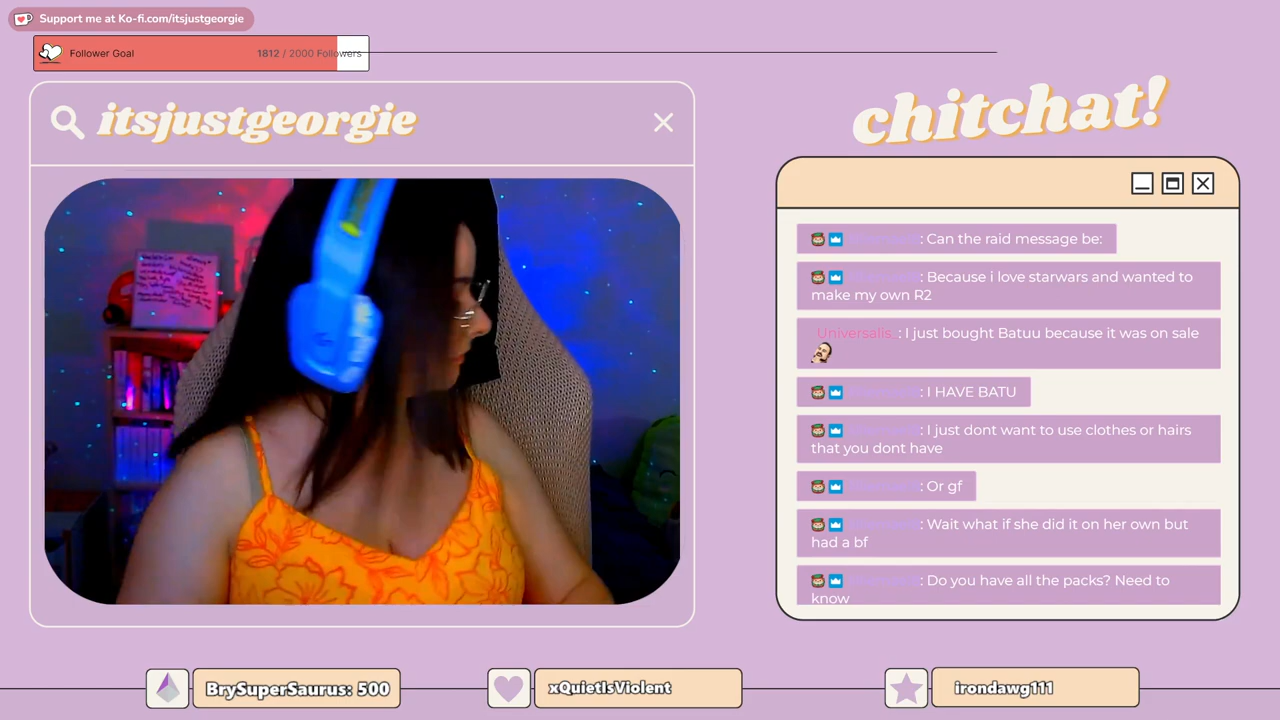 Support me at Ko-fi.com/itsjustgeorgie
Follower Goal
1812 / 2000 Followers
itsjustgeorgie
chitchat!
: Can the raid message be:
: Because i love starwars and wanted to
make my own R2
Universalis_: I just bought Batuu because it was on sale
: I HAVE BATU
: I just dont want to use clothes or hairs
that you dont have
: Or gf
: Wait what if she did it on her own but
had a bf
: Do you have all the packs? Need to
know
BrySuperSaurus: 500
xQuietIsViolent
irondawg111